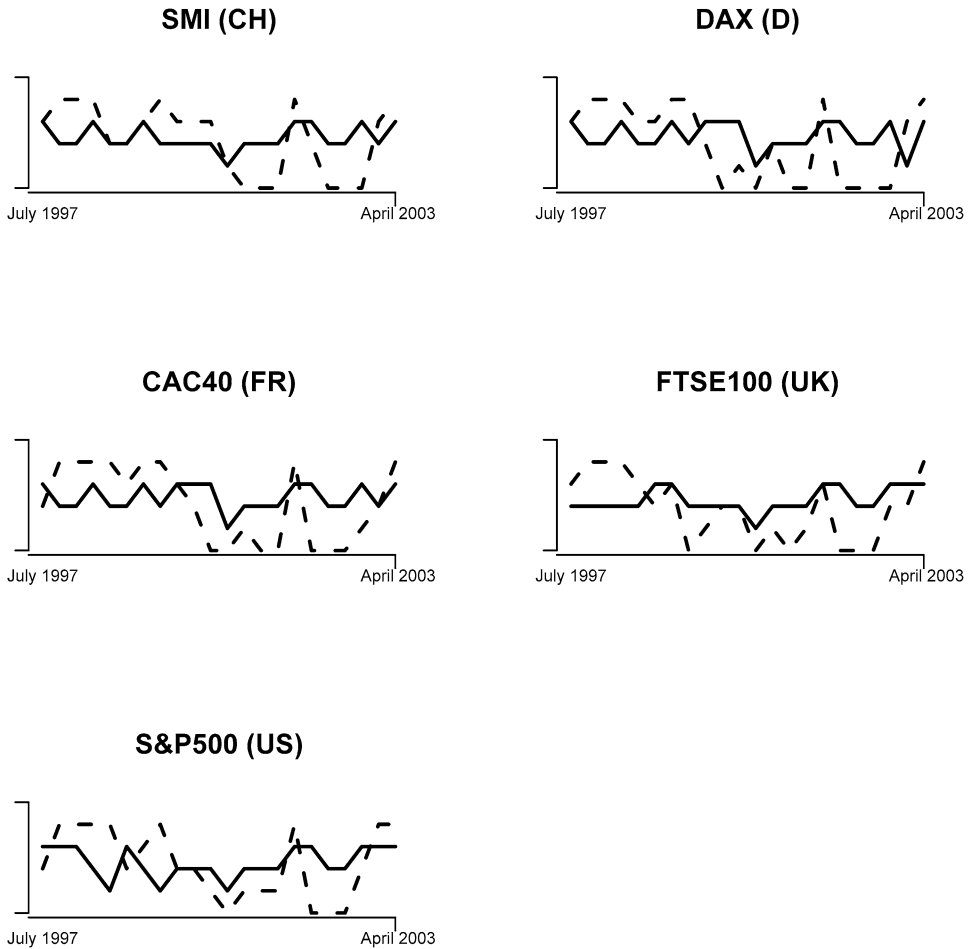 SMI (CH)
DAX (D)
July 1997 April 2003
July 1997 April 2003
CAC40 (FR)
FTSE100 (UK)
July 1997 April 2003
July 1997 April 2003
S&P500 (US)
July 1997 April 2003